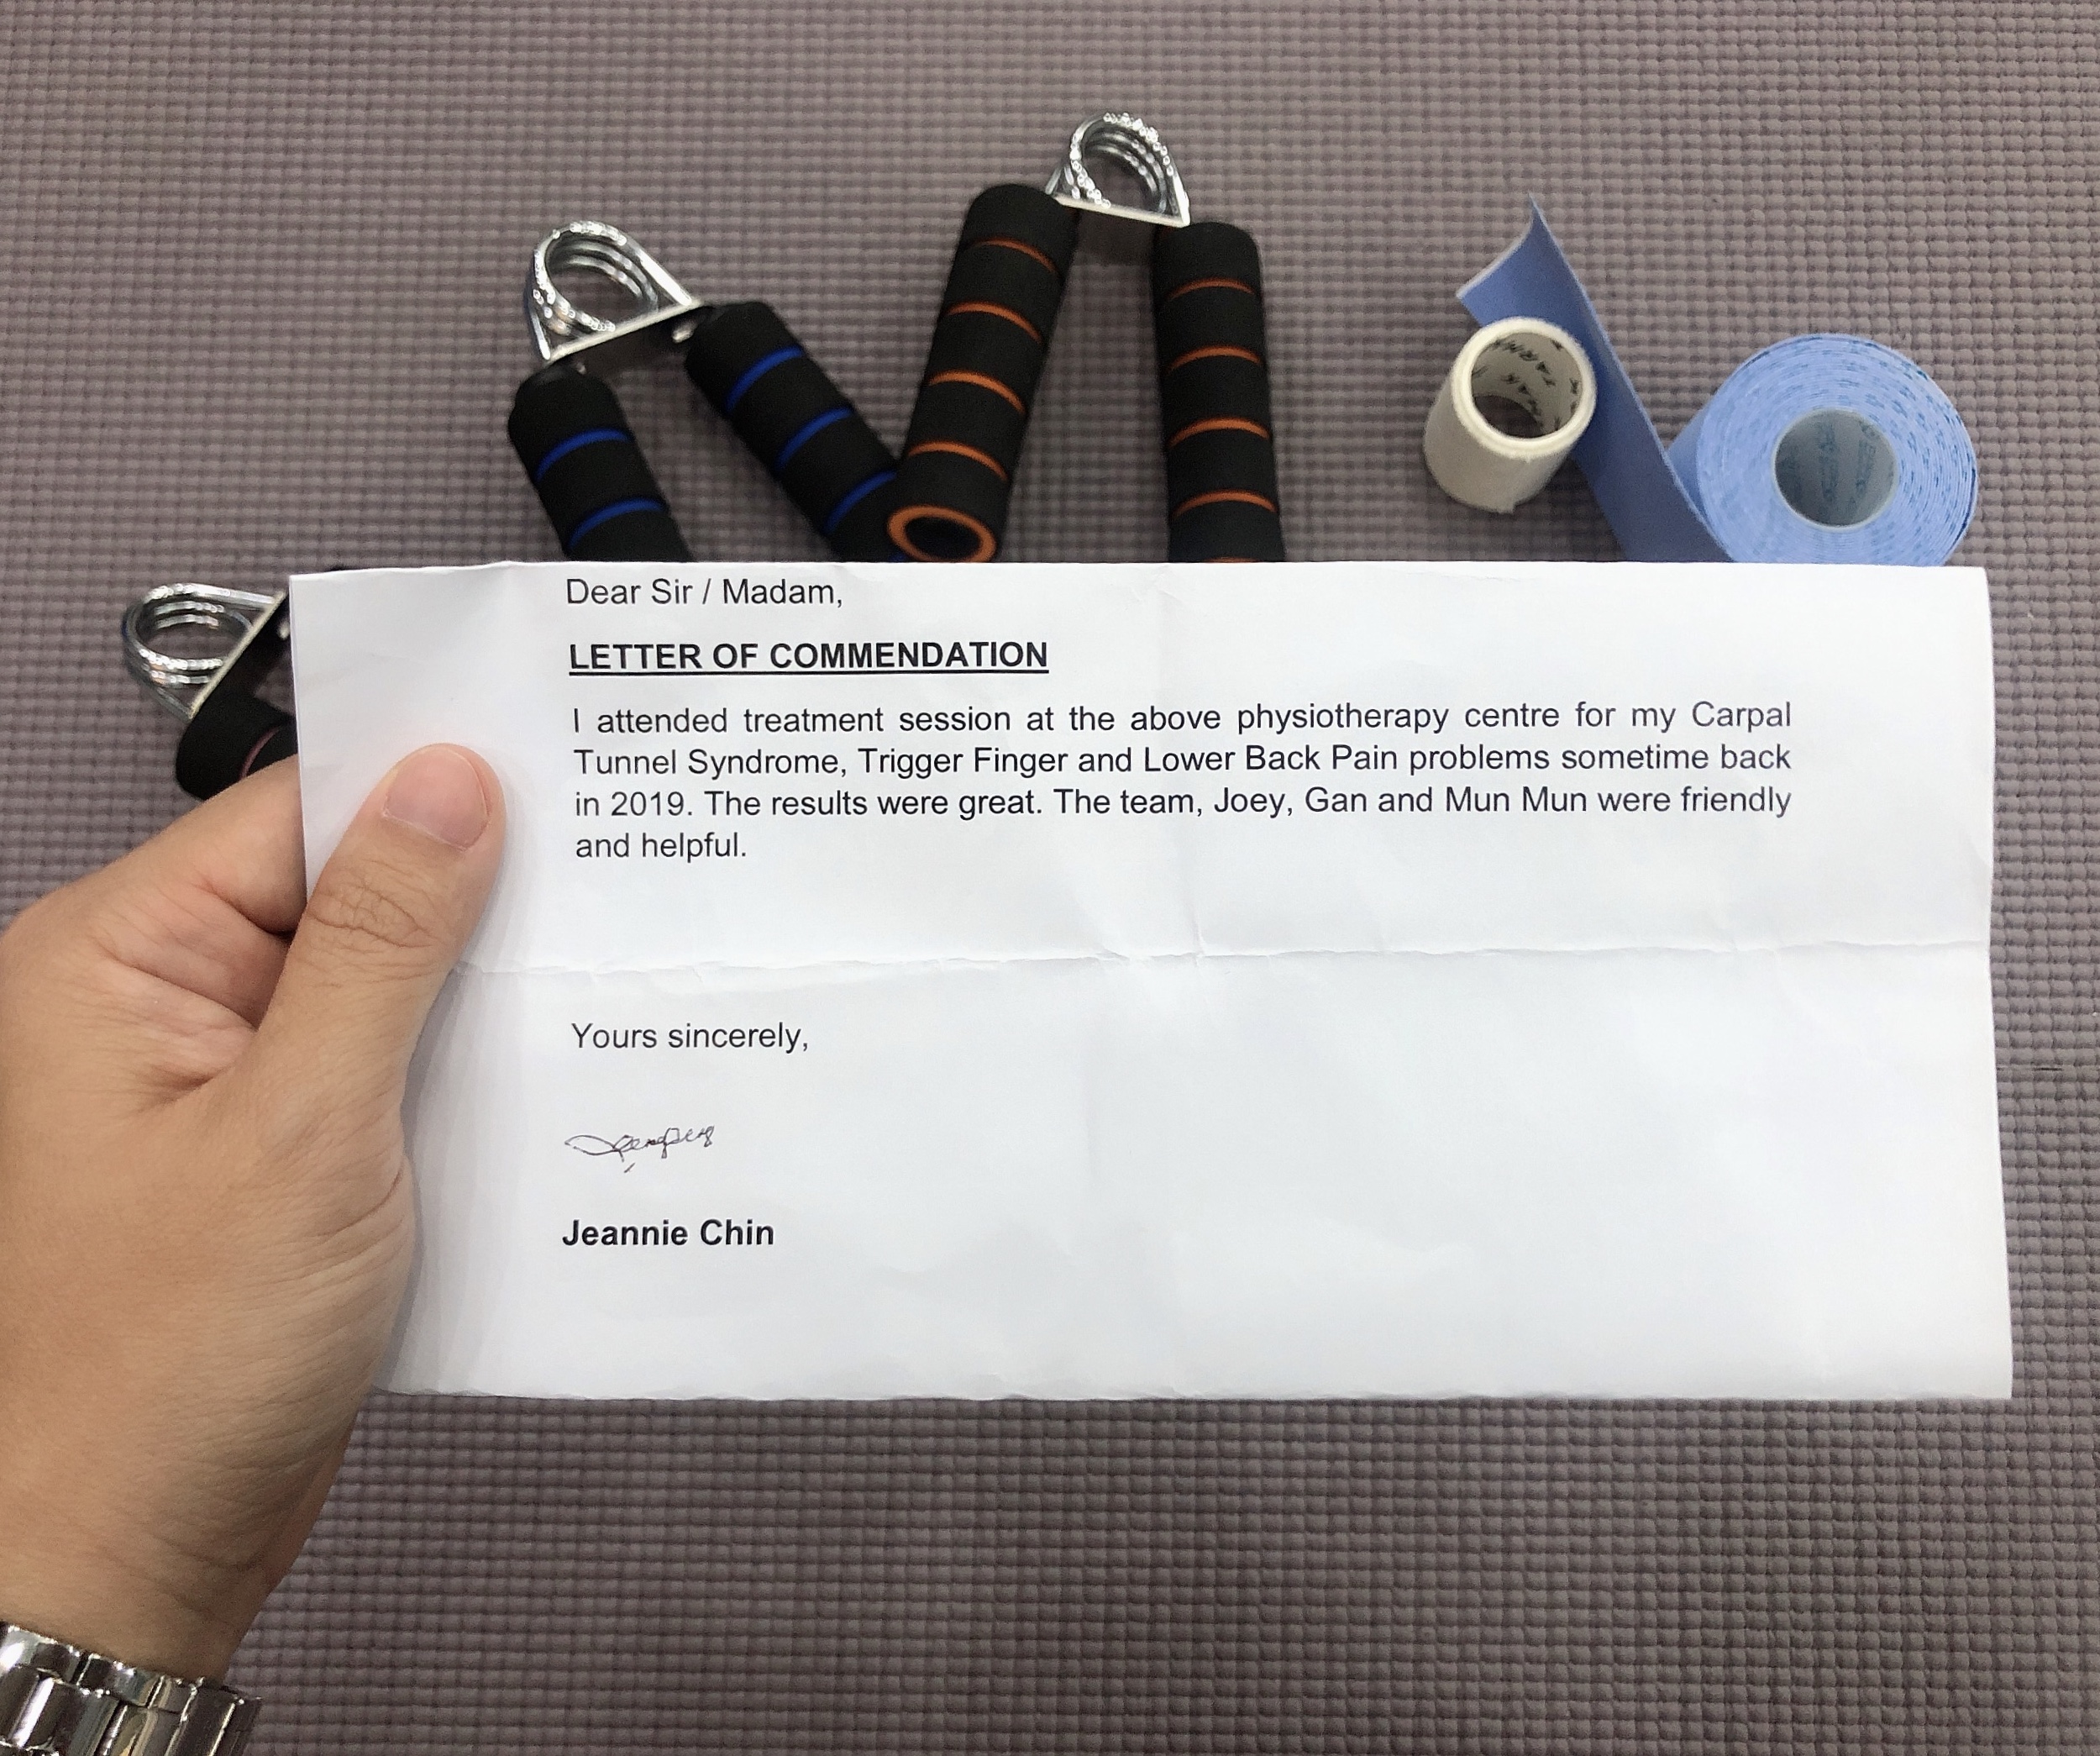 Dear Sir / Madam,
LETTER OF COMMENDATION
I attended treatment session at the above physiotherapy centre for my Carpal
Tunnel Syndrome, Trigger Finger and Lower Back Pain problems sometime back
in 2019. The results were great. The team, Joey, Gan and Mun Mun were friendly
and helpful.
Yours sincerely,
Jeannie Chin